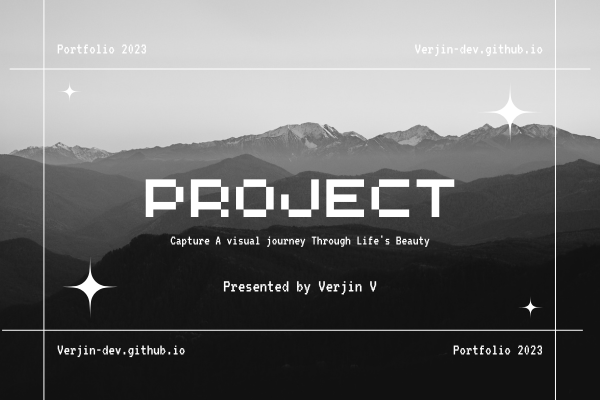 Portfolio 2023
Verjin-dev.github.io
PROJECT
Capture A visual journey Through Life's Beauty
Presented by Verjin V
Verjin-dev.github.io
Portfolio 2023